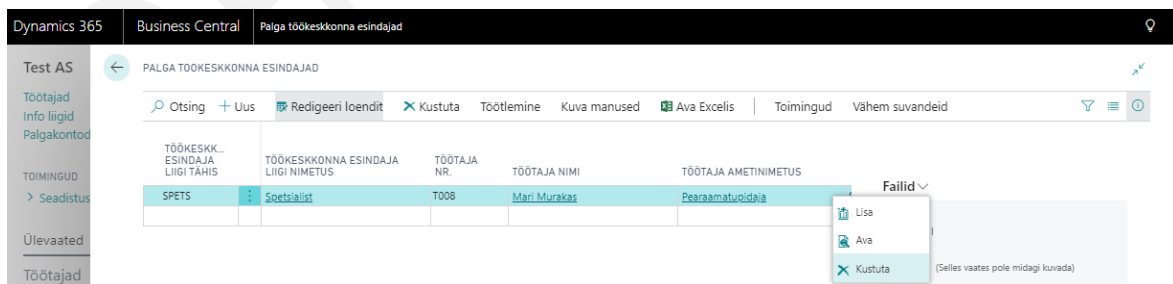 Dynamics 365 Business Central Palga töökeskkonna esindajad
Test AS
PALGA TÖÖKESKKONNA ESINDAJAD
Töötajad
Info liigid
Palgakontod
Otsing Uus Redigeeri loendit Kustuta Töötlemine Kuva manused Ava Excelis Toimingud Vähem suvandeid
TÖÖKESKK...
ESINDAJA
LIIGI TÄHIS
TÖÖKESKKONNA ESINDAJA
LIIGI NIMETUS
TÖÖTAJA
NR.
TÖÖTAJA NIMI
TÖÖTAJA AMETINIMETUS
TOIMINGUD
Seadistus
SPETS Spetsialist T008 Mari Murakas Pearaamatupidaja
Failid
Lisa
Ava
Kustuta
(Selles vaates pole midagi kuvada)
Ülevaated
Töötajad